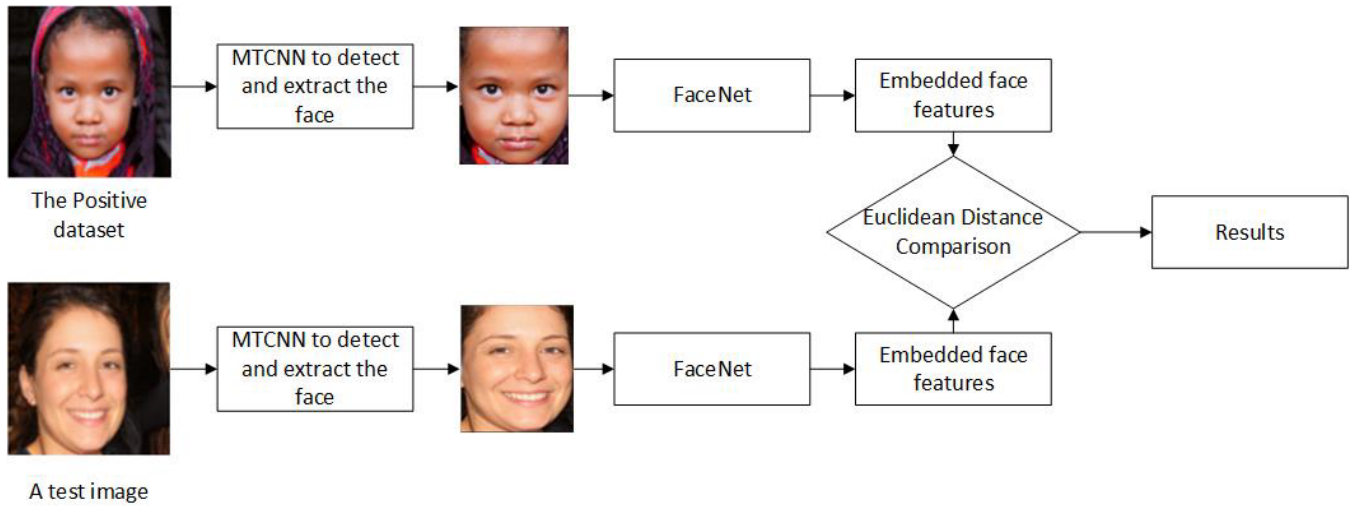 MTCNN to detect
and extract the
face
FaceNet
Embedded face
features
The Positive
dataset
Euclidean Distance
Comparison
Results
MTCNN to detect
and extract the
face
FaceNet
Embedded face
features
A test image